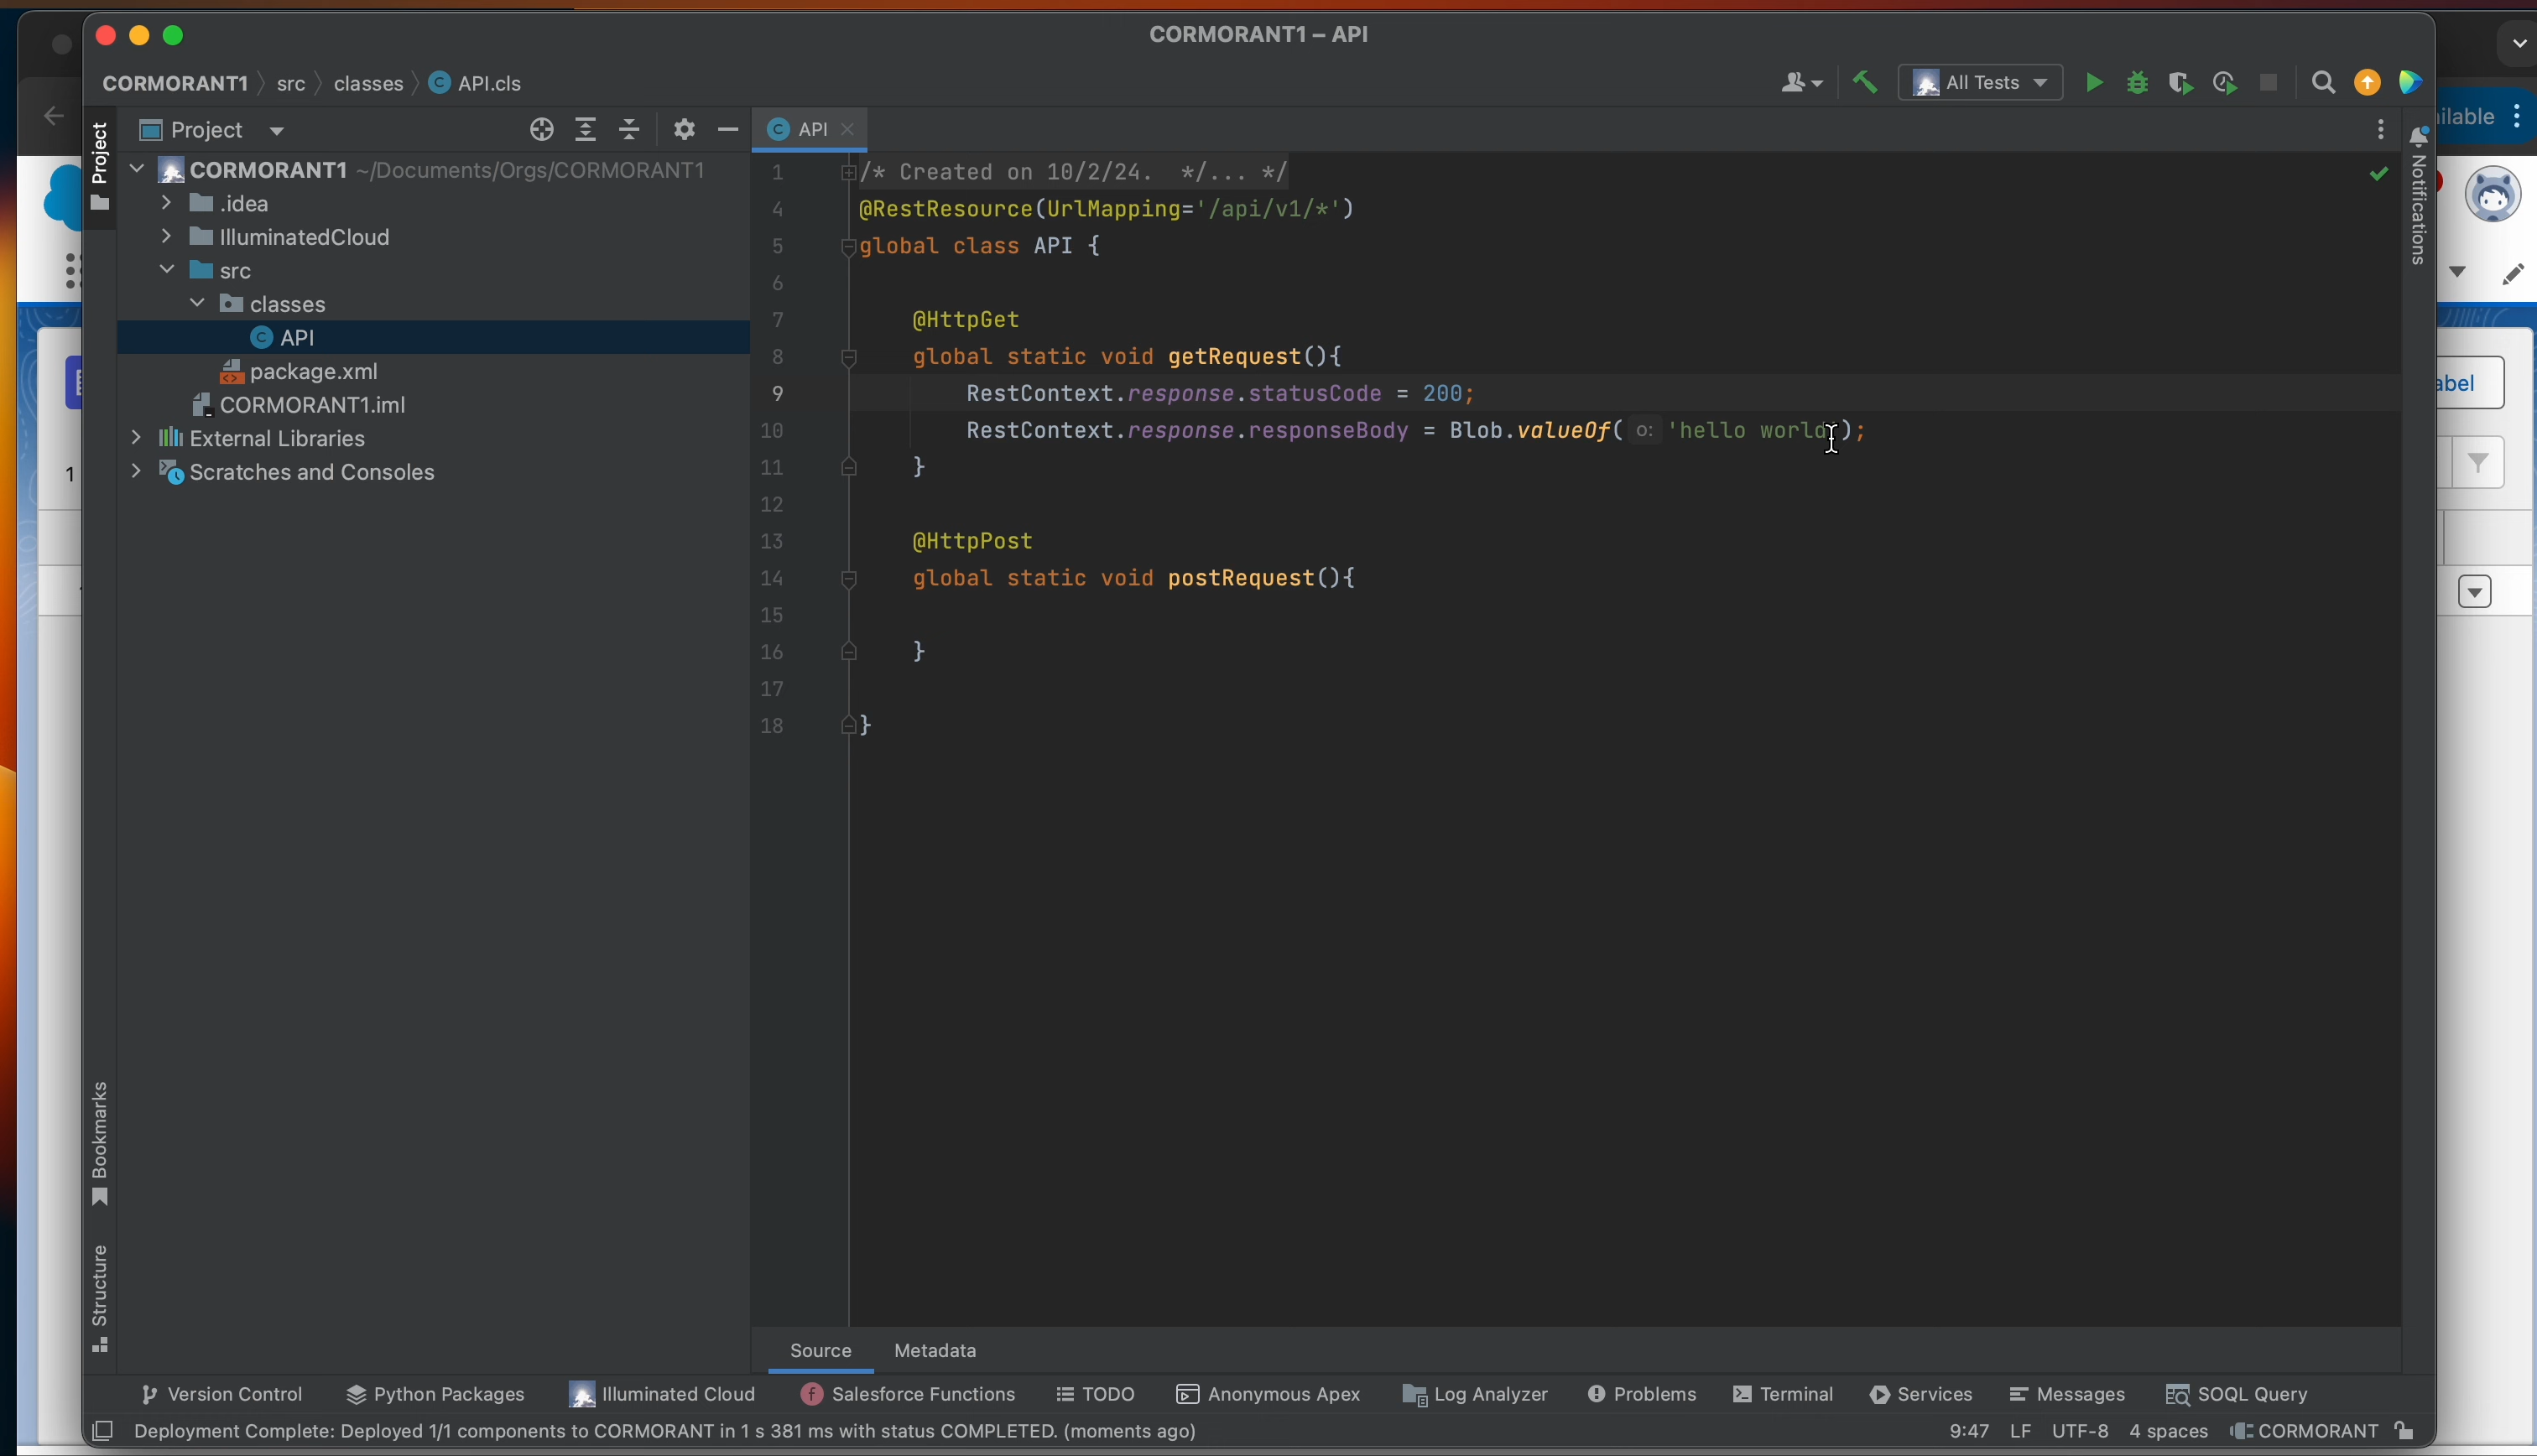 CORMORANT1 – API
CORMORANT1 src classes API.cls
All Tests
Project
API
CORMORANT1 ~/Documents/Orgs/CORMORANT1
.idea
IlluminatedCloud
src
classes
API
package.xml
CORMORANT1.iml
External Libraries
Scratches and Consoles
Project
Bookmarks
Structure
1 /* Created on 10/2/24. */... */
4 @RestResource(UrlMapping='/api/v1/*')
5 global class API {
6
7 @HttpGet
8 global static void getRequest(){
9 RestContext.response.statusCode = 200;
10 RestContext.response.responseBody = Blob.valueOf( o: 'hello world');
11 }
12
13 @HttpPost
14 global static void postRequest(){
15
16 }
17
18 }
Notifications
ilable
abel
1
Source Metadata
Version Control Python Packages Illuminated Cloud Salesforce Functions TODO Anonymous Apex Log Analyzer Problems Terminal Services Messages SOQL Query
Deployment Complete: Deployed 1/1 components to CORMORANT in 1 s 381 ms with status COMPLETED. (moments ago) 9:47 LF UTF-8 4 spaces CORMORANT